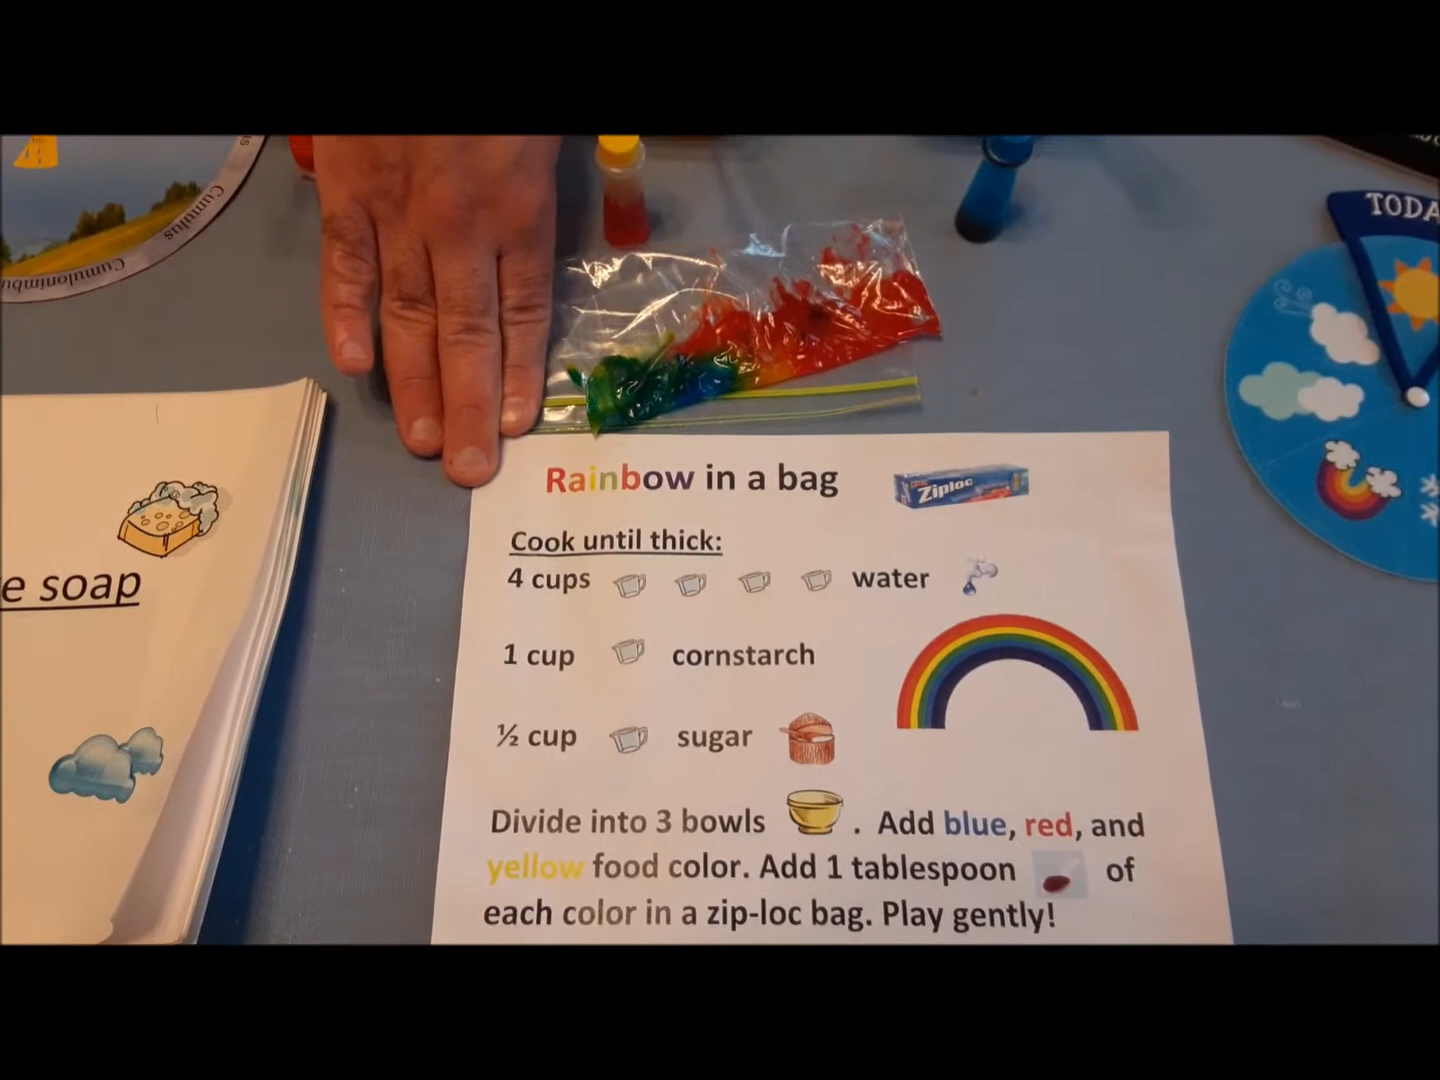 Cumulus
TODA
e soap
Rainbow in a bag
Ziploc
Cook until thick:
4 cups water
1 cup cornstarch
½ cup sugar
Divide into 3 bowls . Add blue, red, and
yellow food color. Add 1 tablespoon of
each color in a zip-loc bag. Play gently!